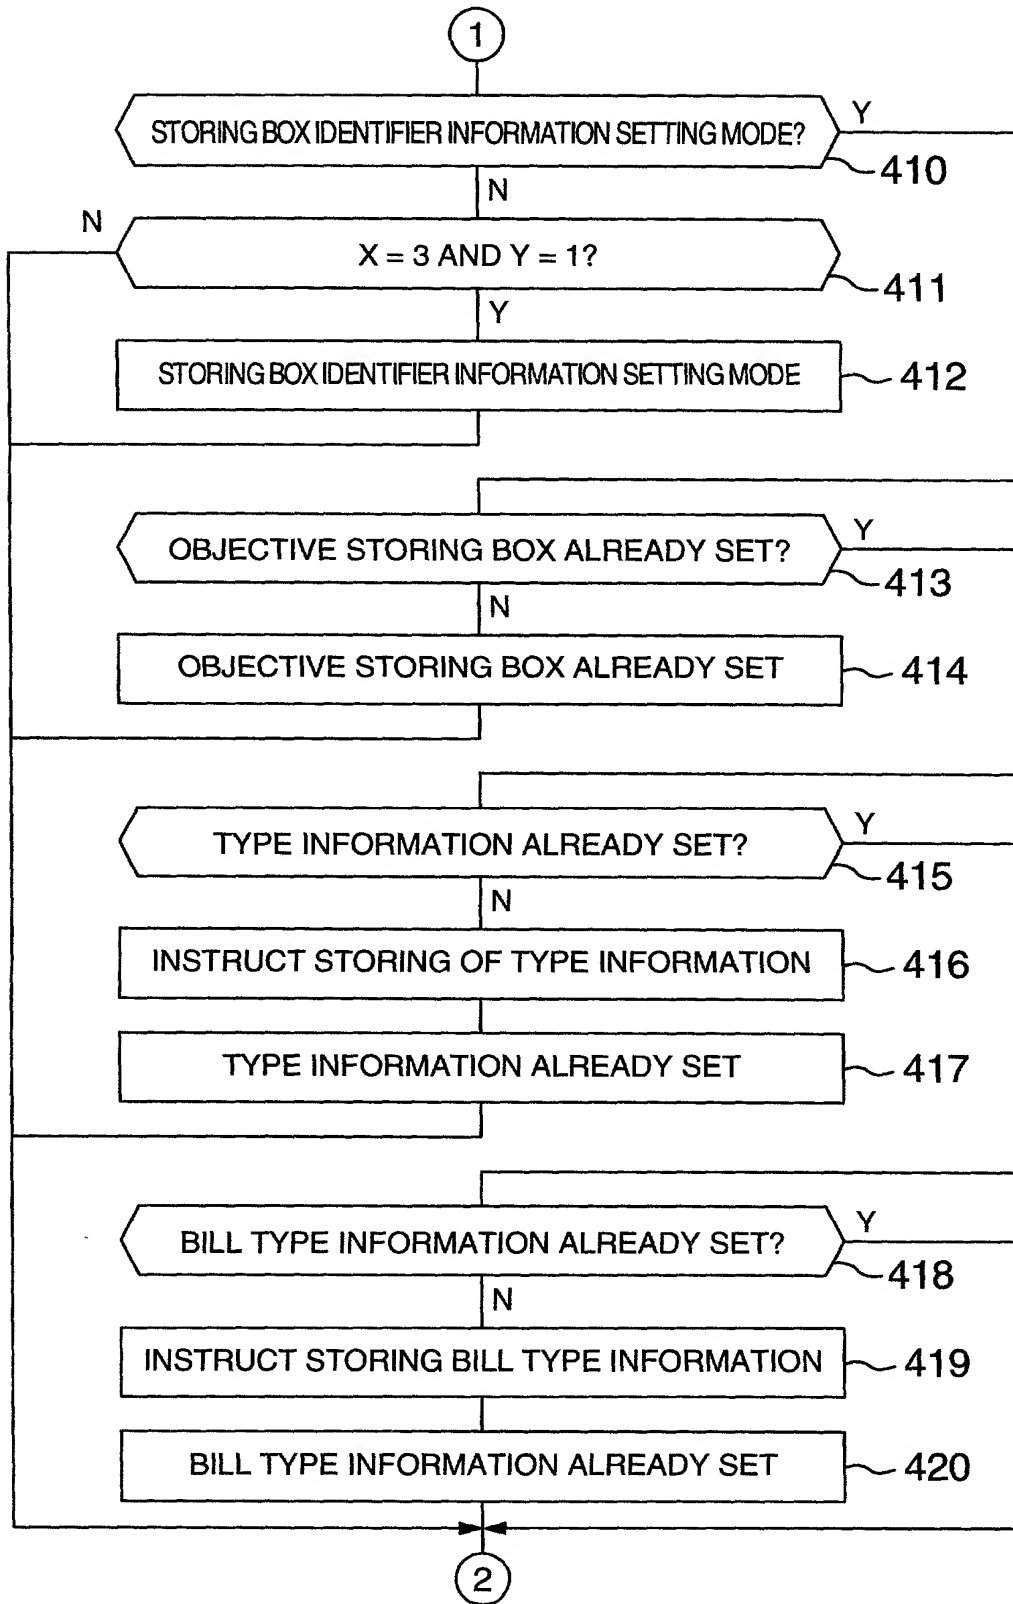 1
STORING BOX IDENTIFIER INFORMATION SETTING MODE?
Y
410
N
N
X = 3 AND Y = 1?
411
Y
STORING BOX IDENTIFIER INFORMATION SETTING MODE
412
OBJECTIVE STORING BOX ALREADY SET?
Y
413
N
OBJECTIVE STORING BOX ALREADY SET
414
TYPE INFORMATION ALREADY SET?
Y
415
N
INSTRUCT STORING OF TYPE INFORMATION
416
TYPE INFORMATION ALREADY SET
417
BILL TYPE INFORMATION ALREADY SET?
Y
418
N
INSTRUCT STORING BILL TYPE INFORMATION
419
BILL TYPE INFORMATION ALREADY SET
420
2